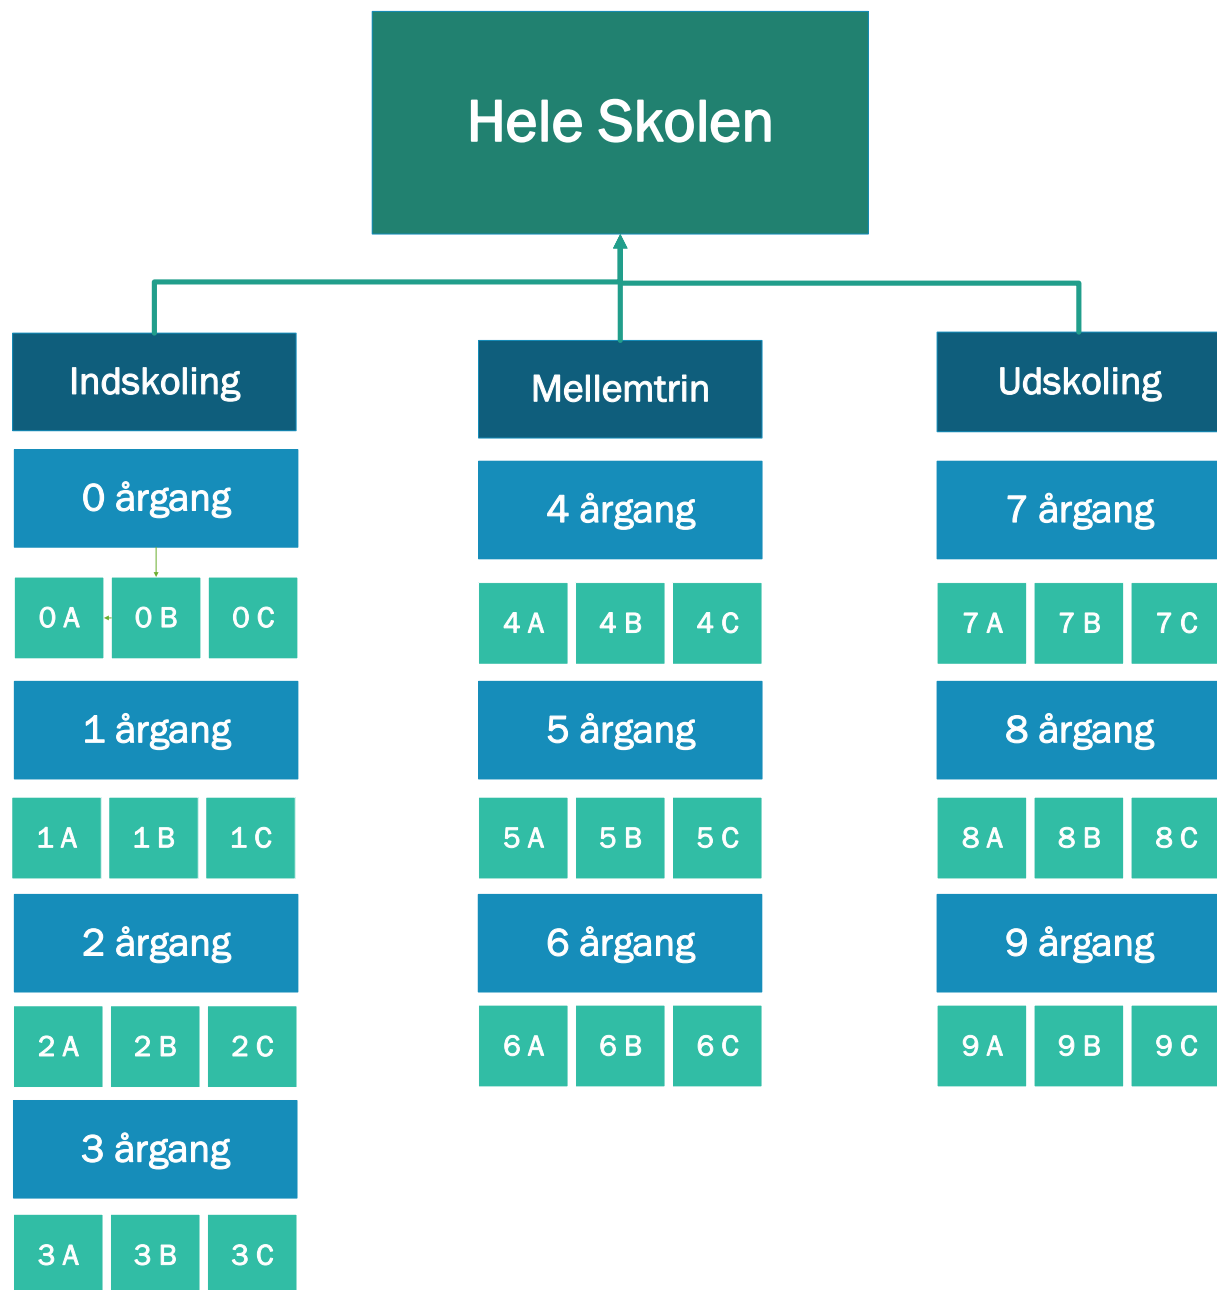 Hele Skolen
Indskoling
0 årgang
0 A
0 B
0 C
1 årgang
1 A
1 B
1 C
2 årgang
2 A
2 B
2 C
3 årgang
3 A
3 B
3 C
Mellemtrin
4 årgang
4 A
4 B
4 C
5 årgang
5 A
5 B
5 C
6 årgang
6 A
6 B
6 C
Udskoling
7 årgang
7 A
7 B
7 C
8 årgang
8 A
8 B
8 C
9 årgang
9 A
9 B
9 C